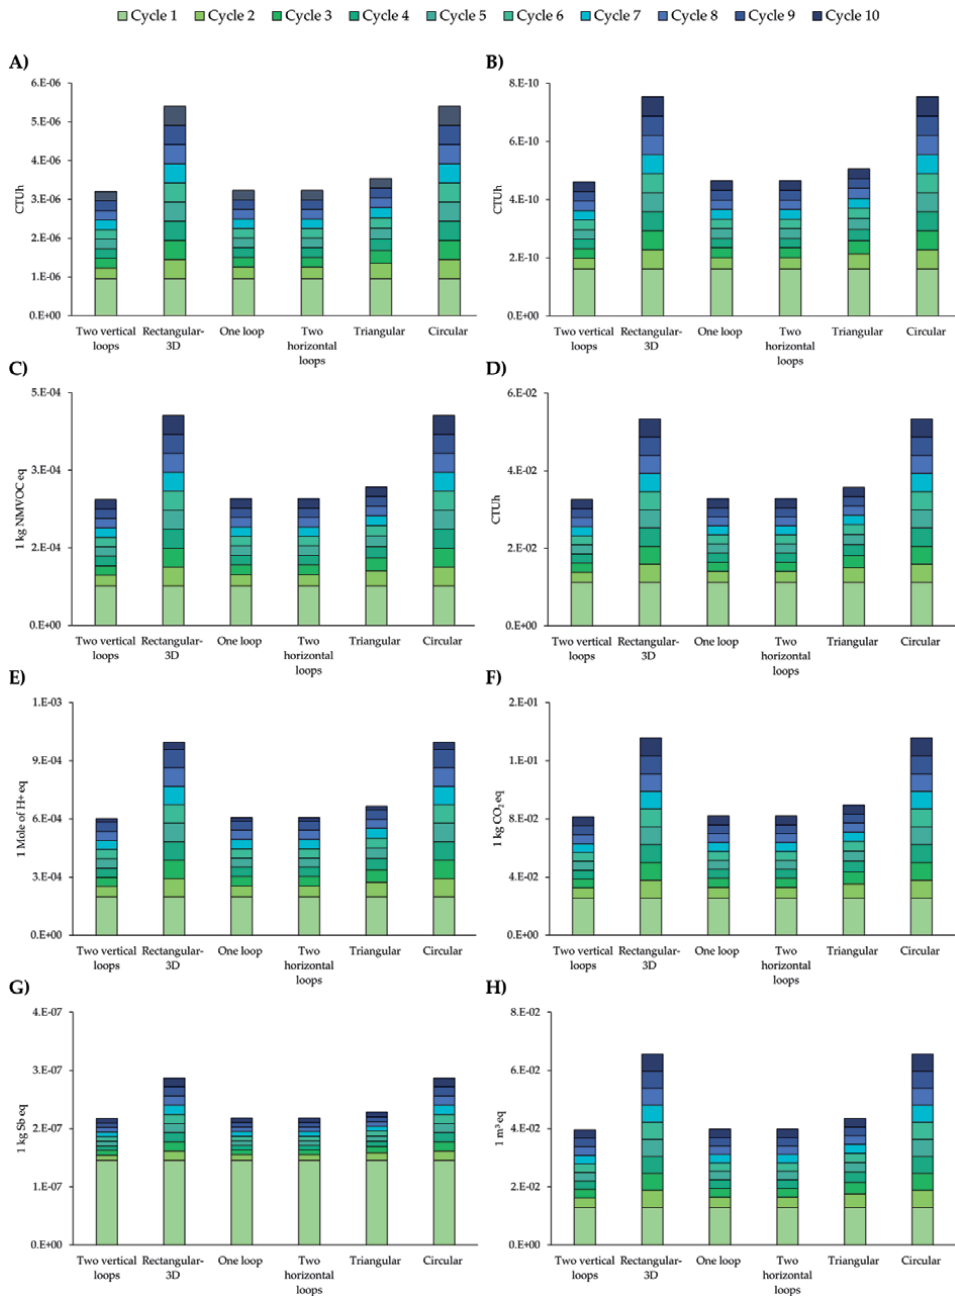 Cycle 1 Cycle 2 Cycle 3 Cycle 4 Cycle 5 Cycle 6 Cycle 7 Cycle 8 Cycle 9 Cycle 10
A)
6.E-06
5.E-06
4.E-06
3.E-06
2.E-06
1.E-06
0.E+00
CTUh
Two vertical loops
Rectangular-3D
One loop
Two horizontal loops
Triangular
Circular
B)
8.E-10
6.E-10
4.E-10
2.E-10
0.E+00
CTUh
Two vertical loops
Rectangular-3D
One loop
Two horizontal loops
Triangular
Circular
C)
5.E-04
3.E-04
2.E-04
0.E+00
1 kg NMVOC eq
Two vertical loops
Rectangular-3D
One loop
Two horizontal loops
Triangular
Circular
D)
6.E-02
4.E-02
2.E-02
0.E+00
CTUh
Two vertical loops
Rectangular-3D
One loop
Two horizontal loops
Triangular
Circular
E)
1.E-03
9.E-04
6.E-04
3.E-04
0.E+00
1 Mole of H+ eq
Two vertical loops
Rectangular-3D
One loop
Two horizontal loops
Triangular
Circular
F)
2.E-01
1.E-01
8.E-02
4.E-02
0.E+00
1 kg CO₂ eq
Two vertical loops
Rectangular-3D
One loop
Two horizontal loops
Triangular
Circular
G)
4.E-07
3.E-07
2.E-07
1.E-07
0.E+00
1 kg Sb eq
Two vertical loops
Rectangular-3D
One loop
Two horizontal loops
Triangular
Circular
H)
8.E-02
6.E-02
4.E-02
2.E-02
0.E+00
1 m³ eq
Two vertical loops
Rectangular-3D
One loop
Two horizontal loops
Triangular
Circular